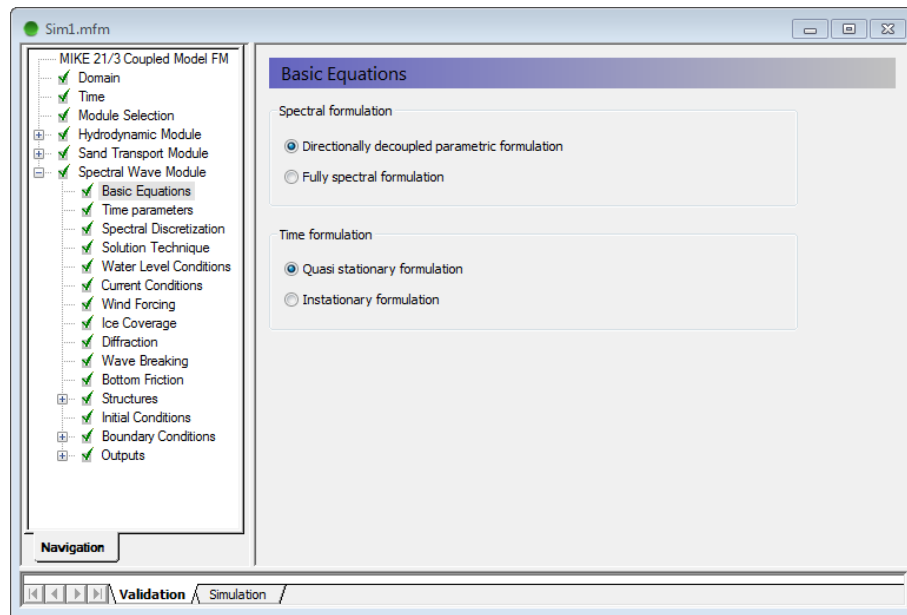 Sim1.mfm
MIKE 21/3 Coupled Model FM
Domain
Time
Module Selection
Hydrodynamic Module
Sand Transport Module
Spectral Wave Module
Basic Equations
Time parameters
Spectral Discretization
Solution Technique
Water Level Conditions
Current Conditions
Wind Forcing
Ice Coverage
Diffraction
Wave Breaking
Bottom Friction
Structures
Initial Conditions
Boundary Conditions
Outputs
Navigation
Basic Equations
Spectral formulation
Directionally decoupled parametric formulation
Fully spectral formulation
Time formulation
Quasi stationary formulation
Instationary formulation
Validation
Simulation